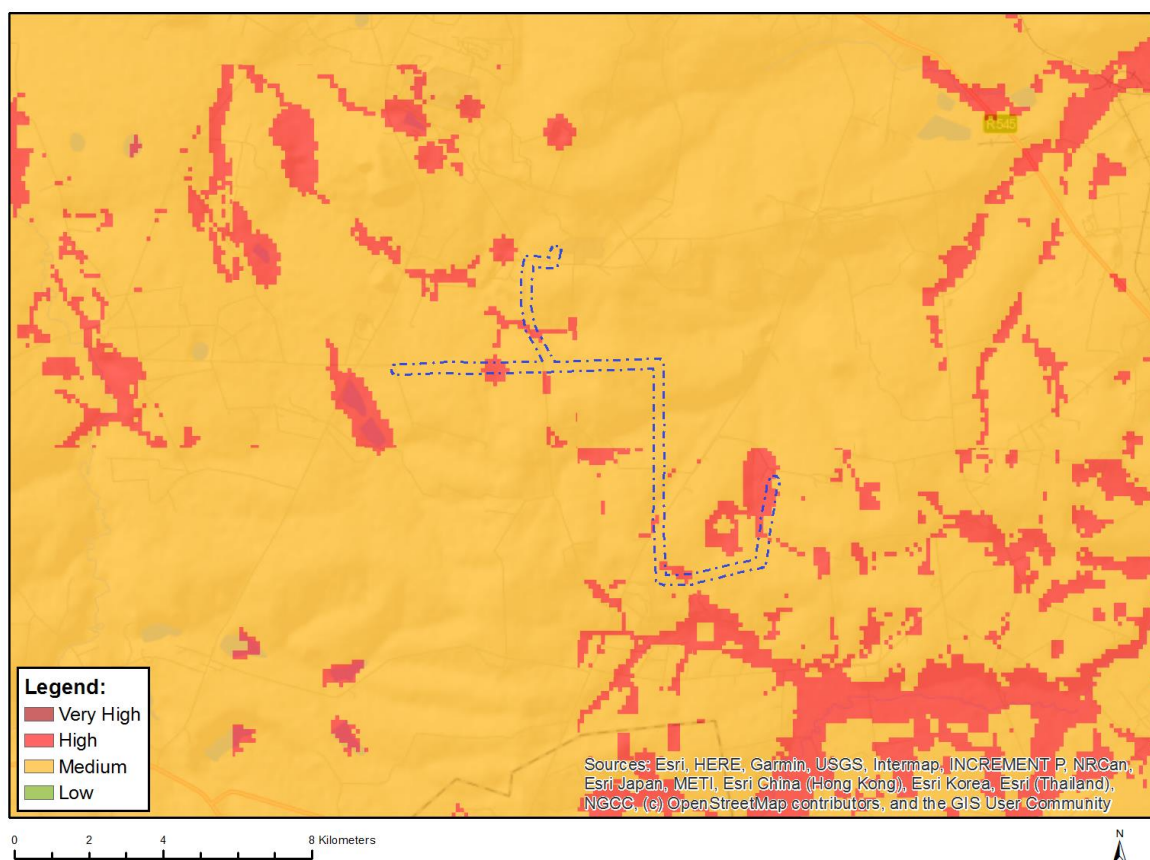 R545
Legend:
Very High
High
Medium
Low
Sources: Esri, HERE, Garmin, USGS, Intermap, INCREMENT P, NRCan,
Esri Japan, METI, Esri China (Hong Kong), Esri Korea, Esri (Thailand),
NGCC, (c) OpenStreetMap contributors, and the GIS User Community
0 2 4 8 Kilometers
N